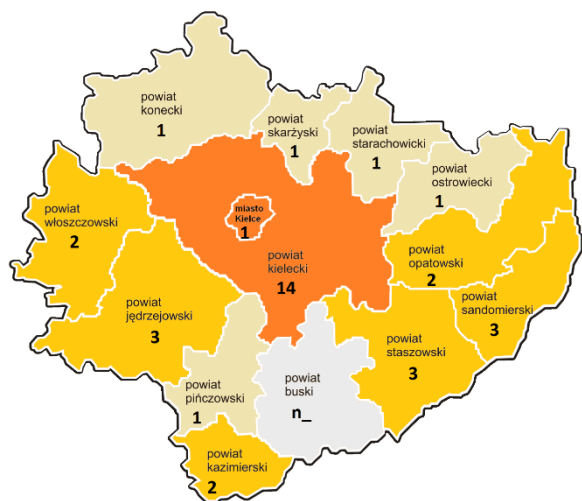 powiat
konecki
1
powiat
skarżyski
1
powiat
starachowicki
1
powiat
ostrowiecki
1
powiat
włoszczowski
2
miasto
Kielce
1
powiat
kielecki
14
powiat
opatowski
2
powiat
sandomierski
3
powiat
jędrzejowski
3
powiat
staszowski
3
powiat
pińczowski
1
powiat
buski
n_
powiat
kazimierski
2